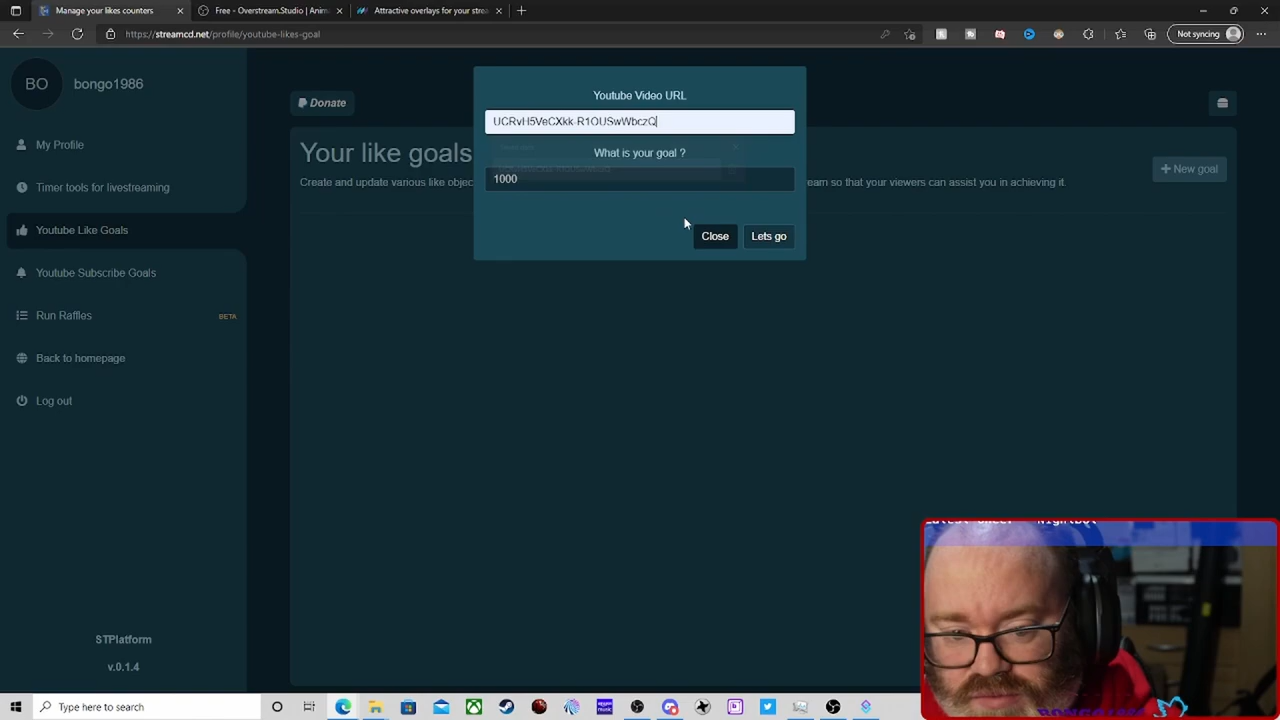 Manage your likes counters
Free - Overstream.Studio | Anim
Attractive overlays for your strea
https://streamcd.net/profile/youtube-likes-goal
Not syncing
BO
bongo1986
My Profile
Timer tools for livestreaming
Youtube Like Goals
Youtube Subscribe Goals
Run Raffles
BETA
Back to homepage
Log out
STPlatform
v.0.1.4
Donate
Your like goals
New goal
Create and update various like objec
ream so that your viewers can assist you in achieving it.
Youtube Video URL
UCRvH5VeCXkk-R1OUSwWbczQ
What is your goal ?
1000
Close
Lets go
Type here to search
BONGO1986